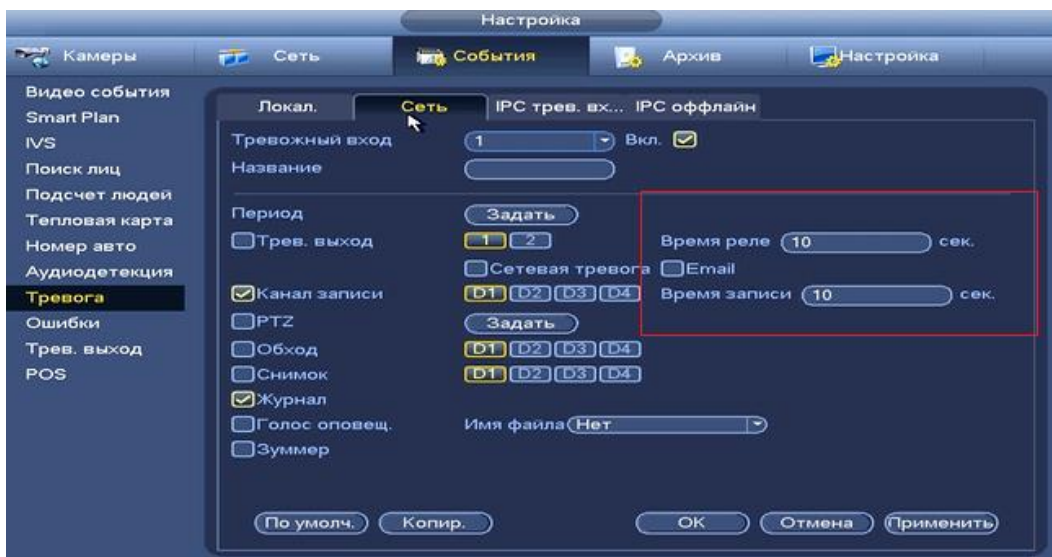 Настройка
Камеры Сеть События Архив Настройка
Видео события
Smart Plan
IVS
Поиск лиц
Подсчет людей
Тепловая карта
Номер авто
Аудиодетекция
Тревога
Ошибки
Трев. выход
POS
Локал. Сеть IPC трев. вх... IPC оффлайн
Тревожный вход 1 Вкл.
Название
Период Задать
Трев. выход 1 2 Время реле 10 сек.
Сетевая тревога Email
Канал записи D1 D2 D3 D4 Время записи 10 сек.
PTZ Задать
Обход D1 D2 D3 D4
Снимок D1 D2 D3 D4
Журнал
Голос оповещ. Имя файла Нет
Зуммер
По умолч. Копир. OK Отмена Применить